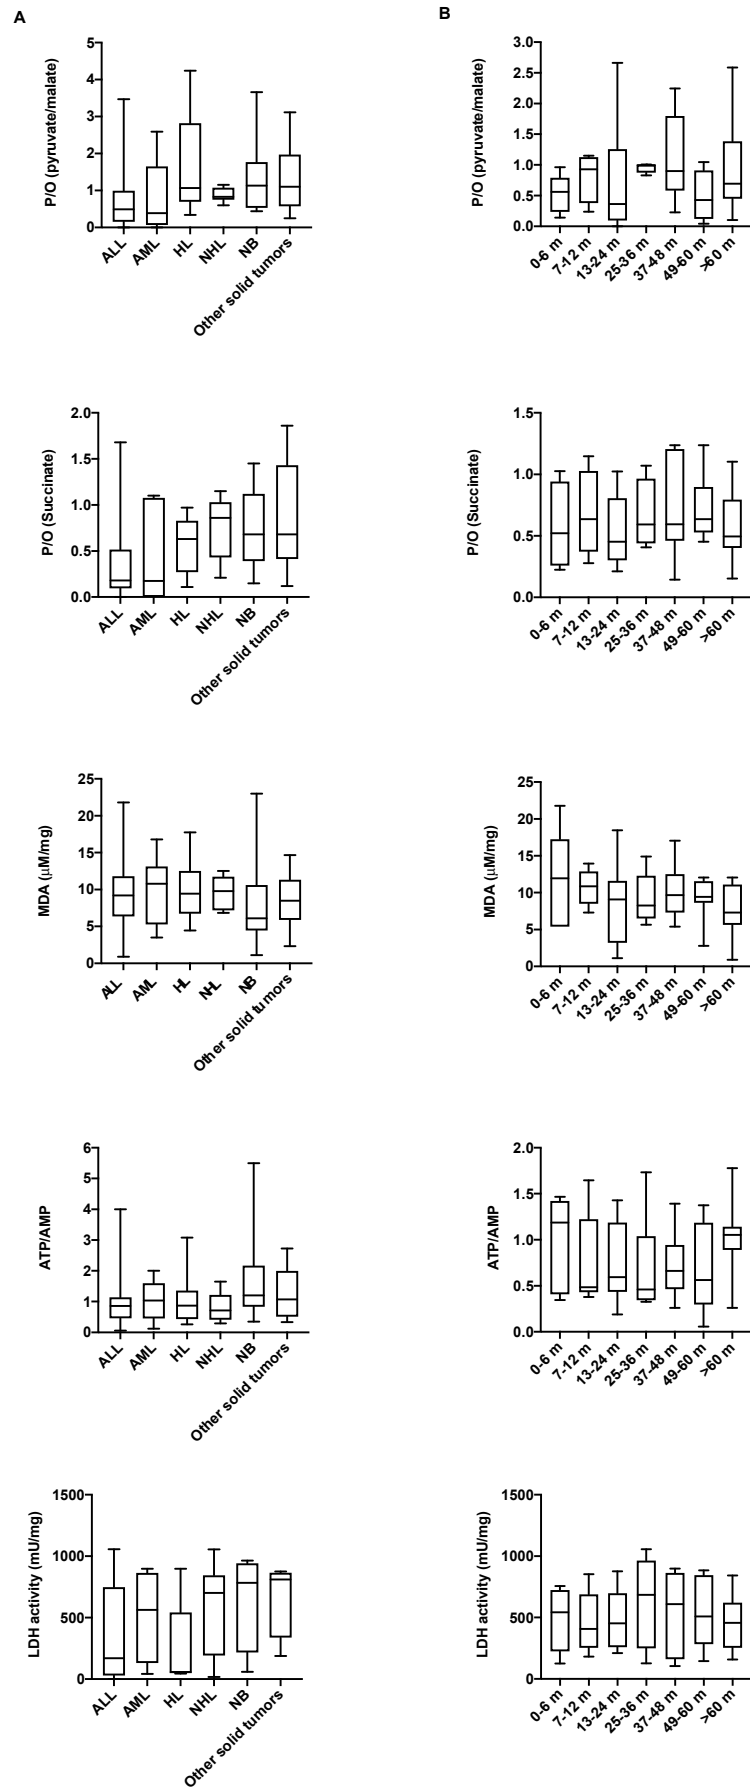 A
B
P/O (pyruvate/malate)
5
4
3
2
1
0
ALL
AML
HL
NHL
NB
Other solid tumors
P/O (pyruvate/malate)
3.0
2.5
2.0
1.5
1.0
0.5
0.0
0-6 m
7-12 m
13-24 m
25-36 m
37-48 m
49-60 m
>60 m
P/O (Succinate)
2.0
1.5
1.0
0.5
0.0
ALL
AML
HL
NHL
NB
Other solid tumors
P/O (Succinate)
1.5
1.0
0.5
0.0
0-6 m
7-12 m
13-24 m
25-36 m
37-48 m
49-60 m
>60 m
MDA (μM/mg)
25
20
15
10
5
0
ALL
AML
HL
NHL
NB
Other solid tumors
MDA (μM/mg)
25
20
15
10
5
0
0-6 m
7-12 m
13-24 m
25-36 m
37-48 m
49-60 m
>60 m
ATP/AMP
6
5
4
3
2
1
0
ALL
AML
HL
NHL
NB
Other solid tumors
ATP/AMP
2.0
1.5
1.0
0.5
0.0
0-6 m
7-12 m
13-24 m
25-36 m
37-48 m
49-60 m
>60 m
LDH activity (mU/mg)
1500
1000
500
0
ALL
AML
HL
NHL
NB
Other solid tumors
LDH activity (mU/mg)
1500
1000
500
0
0-6 m
7-12 m
13-24 m
25-36 m
37-48 m
49-60 m
>60 m